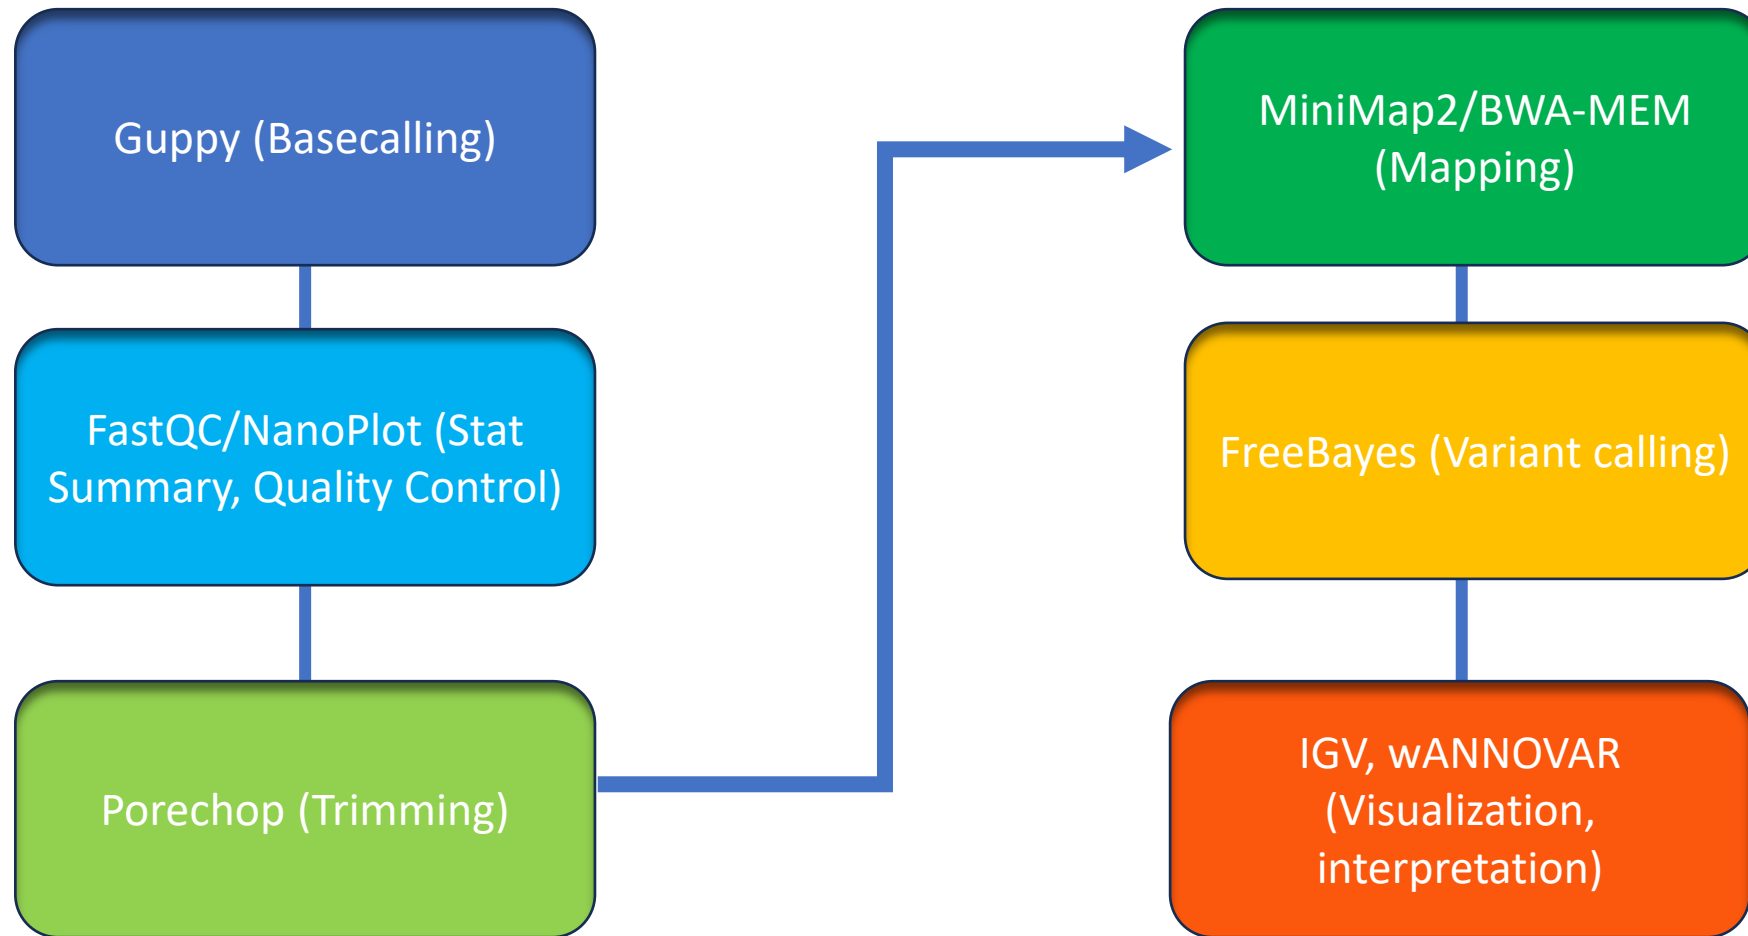 Guppy (Basecalling)
FastQC/NanoPlot (Stat
Summary, Quality Control)
Porechop (Trimming)
MiniMap2/BWA-MEM
(Mapping)
FreeBayes (Variant calling)
IGV, wANNOVAR
(Visualization,
interpretation)